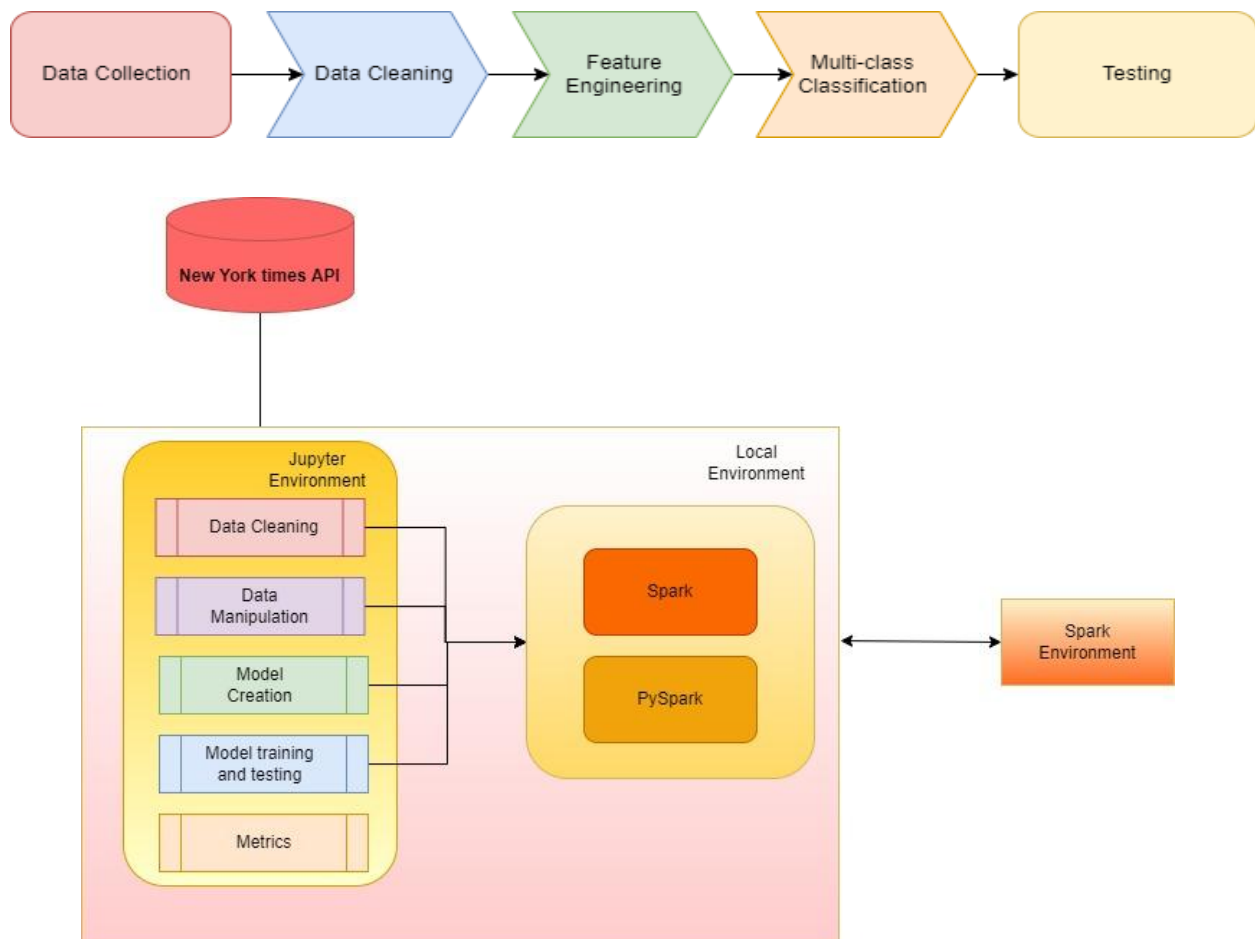 Data Collection
Data Cleaning
Feature
Engineering
Multi-class
Classification
Testing
New York times API
Jupyter
Environment
Local
Environment
Data Cleaning
Data
Manipulation
Model
Creation
Model training
and testing
Metrics
Spark
PySpark
Spark
Environment